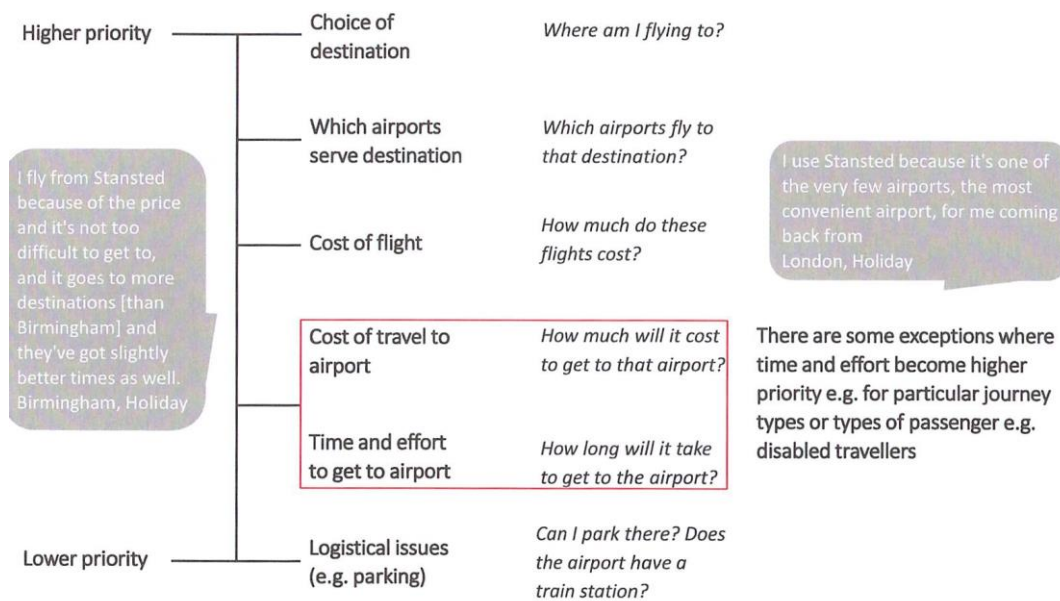 Higher priority
Choice of
destination
Where am I flying to?
Which airports
serve destination
Which airports fly to
that destination?
I fly from Stansted
because of the price
and it's not too
difficult to get to,
and it goes to more
destinations [than
Birmingham] and
they've got slightly
better times as well.
Birmingham, Holiday
I use Stansted because it's one of
the very few airports, the most
convenient airport, for me coming
back from
London, Holiday
Cost of flight
How much do these
flights cost?
Cost of travel to
airport
How much will it cost
to get to that airport?
Time and effort
to get to airport
How long will it take
to get to the airport?
There are some exceptions where
time and effort become higher
priority e.g. for particular journey
types or types of passenger e.g.
disabled travellers
Lower priority
Logistical issues
(e.g. parking)
Can I park there? Does
the airport have a
train station?